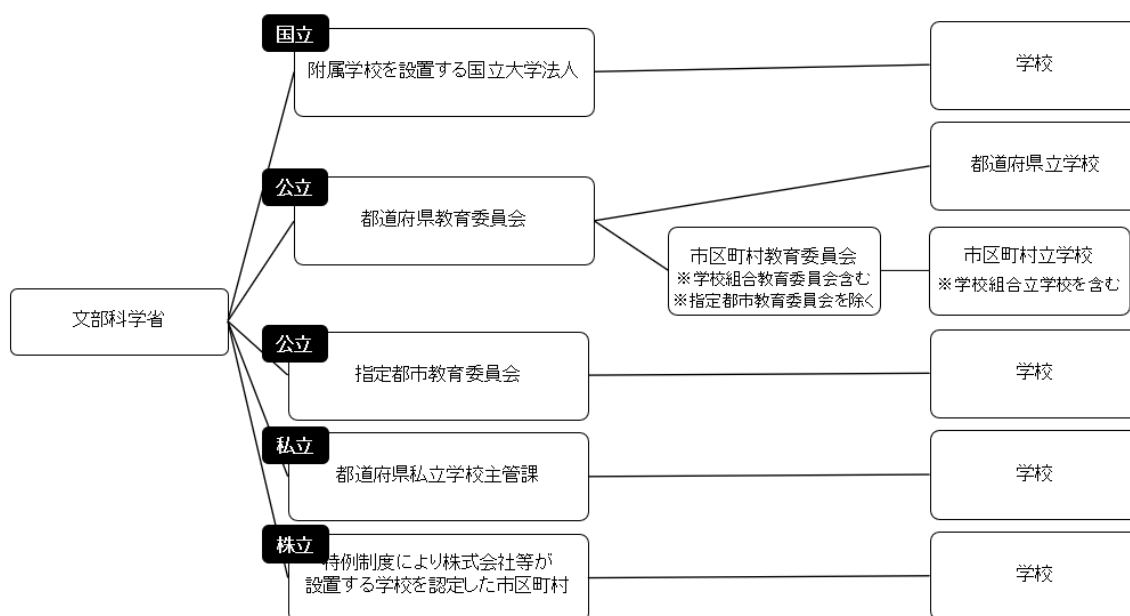 国立
附属学校を設置する国立大学法人
学校
公立
都道府県教育委員会
都道府県立学校
市区町村教育委員会
※学校組合教育委員会含む
※指定都市教育委員会を除く
市区町村立学校
※学校組合立学校を含む
文部科学省
公立
指定都市教育委員会
学校
私立
都道府県私立学校主管課
学校
株立
特例制度により株式会社等が
設置する学校を認定した市区町村
学校